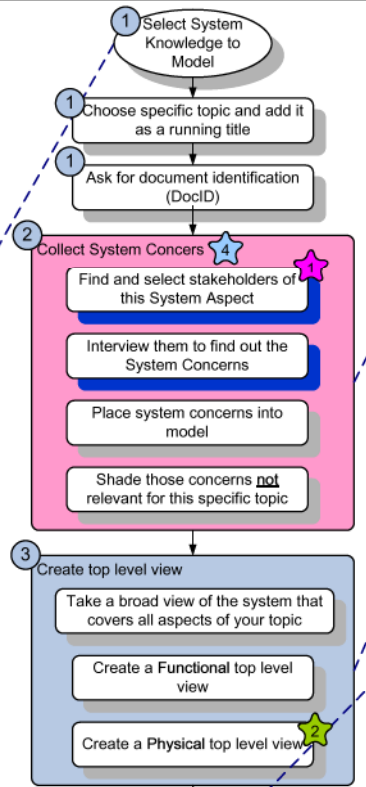 1
Select System
Knowledge to
Model
1
Choose specific topic and add it
as a running title
1
Ask for document identification
(DocID)
2
Collect System Concers
4
1
Find and select stakeholders of
this System Aspect
Interview them to find out the
System Concerns
Place system concerns into
model
Shade those concerns not
relevant for this specific topic
3
Create top level view
Take a broad view of the system that
covers all aspects of your topic
Create a Functional top level
view
2
Create a Physical top level view